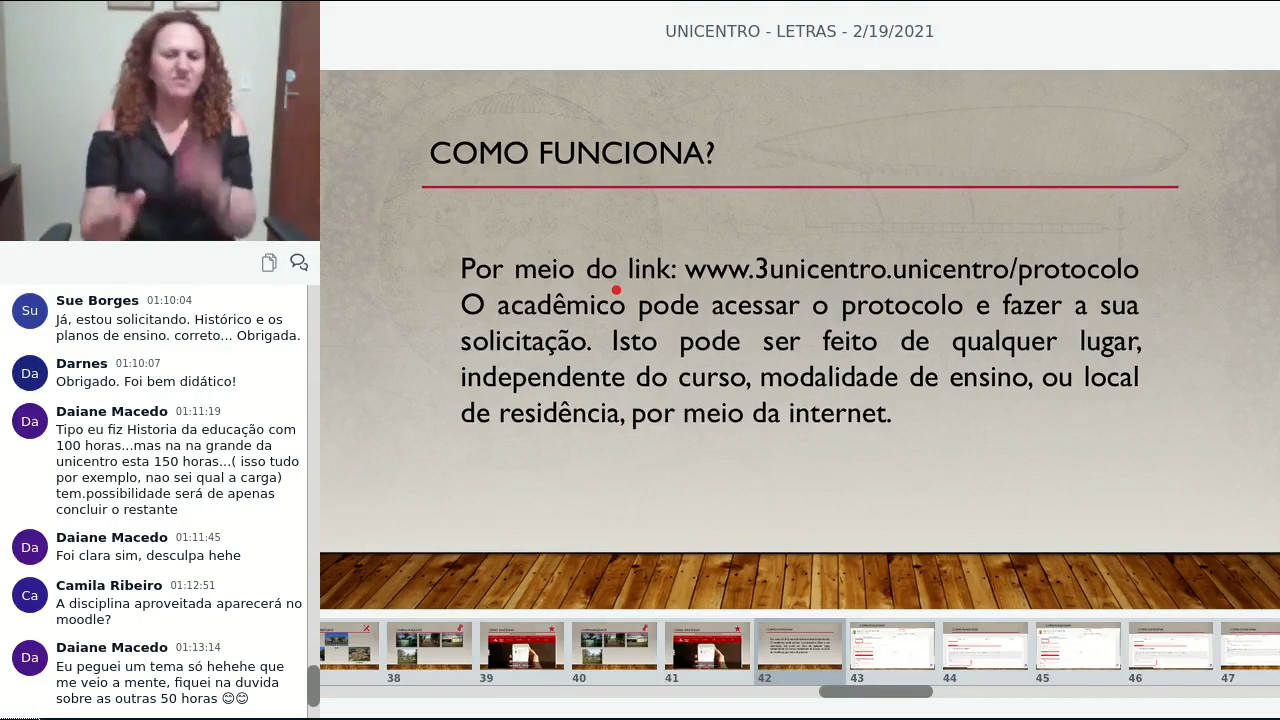 UNICENTRO - LETRAS - 2/19/2021
COMO FUNCIONA?
Por meio do link: www.3unicentro.unicentro/protocolo
O acadêmico pode acessar o protocolo e fazer a sua
solicitação. Isto pode ser feito de qualquer lugar,
independente do curso, modalidade de ensino, ou local
de residência, por meio da internet.
Su
Sue Borges 01:10:04
Já, estou solicitando. Histórico e os
planos de ensino. correto... Obrigada.
Da
Darnes 01:10:07
Obrigado. Foi bem didático!
Da
Daiane Macedo 01:11:19
Tipo eu fiz Historia da educação com
100 horas...mas na na grande da
unicentro esta 150 horas...( isso tudo
por exemplo, nao sei qual a carga)
tem.possibilidade será de apenas
concluir o restante
Da
Daiane Macedo 01:11:45
Foi clara sim, desculpa hehe
Ca
Camila Ribeiro 01:12:51
A disciplina aproveitada aparecerá no
moodle?
Da
Daiane Macedo 01:13:14
Eu peguei um tema só hehehe que
me veio a mente, fiquei na duvida
sobre as outras 50 horas 😊😊
38 39 40 41 42 43 44 45 46 47